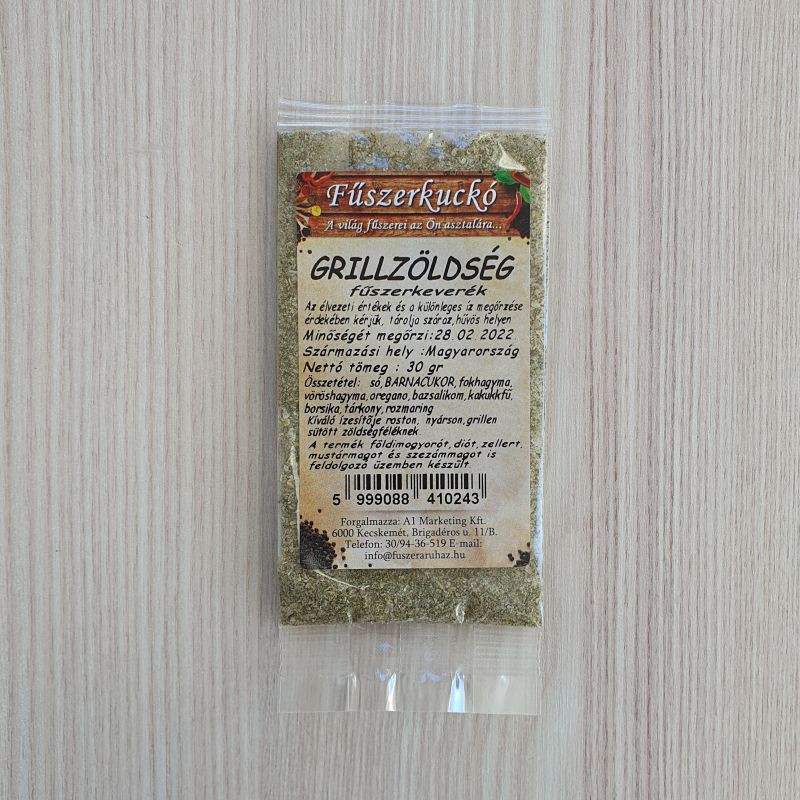 Fűszerkuckó
A világ fűszerei az Ön asztalára...
GRILLZÖLDSÉG
fűszerkeverék
Az élvezeti értékek és a különleges íz megőrzése
érdekében kérjük, tárolja száraz,hűvös helyen
Minőségét megőrzi:28.02.2022.
Származási hely :Magyarország
Nettó tömeg : 30 gr
Összetétel: só,BARNACUKOR,fokhagyma,
vöröshagyma,oregano,bazsalikom,kakukkfű,
borsika,tárkony,rozmaring
Kiváló ízesítője roston, nyárson,grillen
sütött zöldségféléknek
A termék földimogyorót,diót,zellert,
mustármagot és szezámmagot is
feldolgozó üzemben készült.
5 999088 410243
Forgalmazza: A1 Marketing Kft.
6000 Kecskemét, Brigadéros u. 11/B.
Telefon: 30/94-36-519 E-mail:
info@fuszeraruhaz.hu